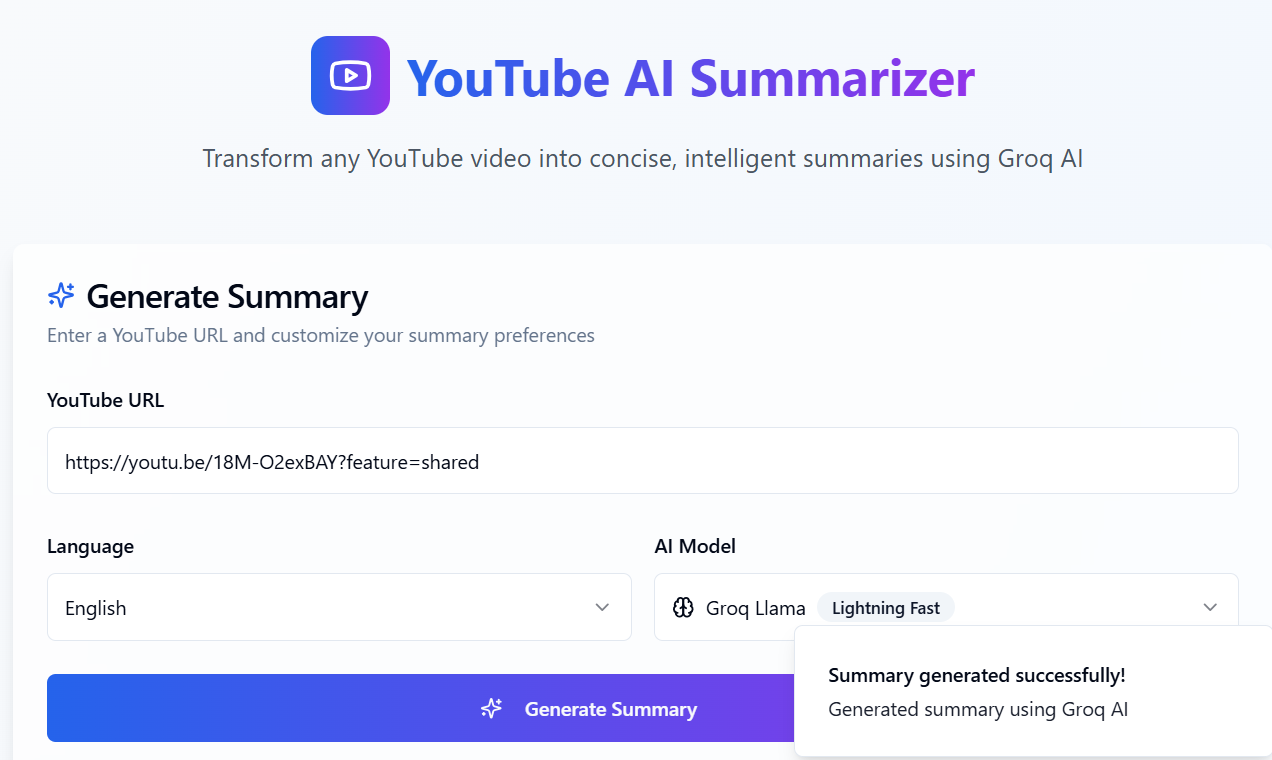 YouTube AI Summarizer
Transform any YouTube video into concise, intelligent summaries using Groq AI
Generate Summary
Enter a YouTube URL and customize your summary preferences
YouTube URL
https://youtu.be/18M-O2exBAY?feature=shared
Language
AI Model
English
Groq Llama
Lightning Fast
Generate Summary
Summary generated successfully!
Generated summary using Groq AI